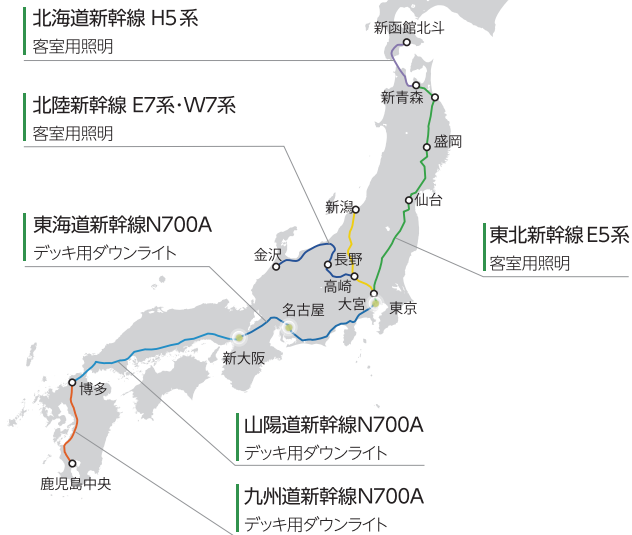 北海道新幹線 H5系
客室用照明
新函館北斗
新青森
北陸新幹線 E7系・W7系
客室用照明
盛岡
仙台
新潟
東海道新幹線N700A
デッキ用ダウンライト
東北新幹線E5系
客室用照明
金沢
長野
高崎
大宮
東京
名古屋
新大阪
博多
山陽道新幹線N700A
デッキ用ダウンライト
鹿児島中央
九州道新幹線N700A
デッキ用ダウンライト